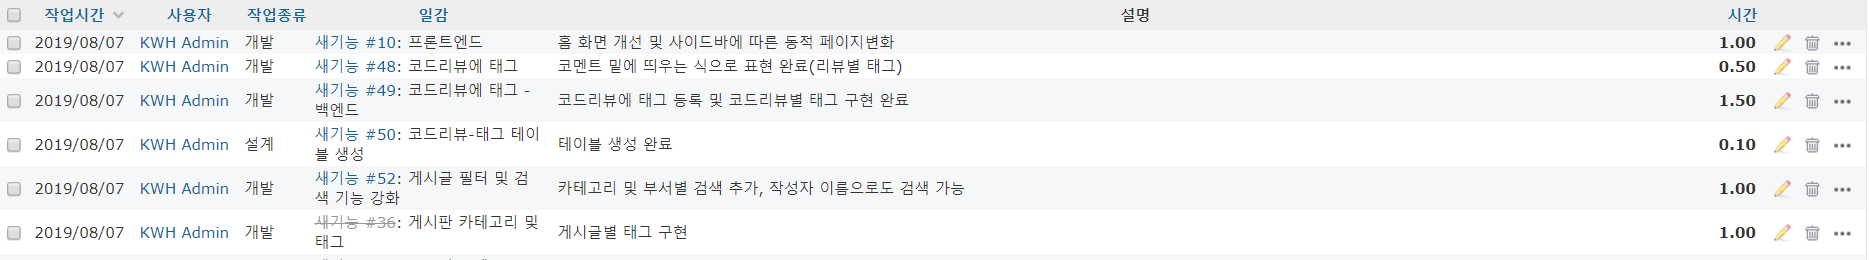 작업시간 사용자 작업종류 일감 설명 시간
2019/08/07 KWH Admin 개발 새기능 #10: 프론트엔드 홈 화면 개선 및 사이드바에 따른 동적 페이지변화 1.00
2019/08/07 KWH Admin 개발 새기능 #48: 코드리뷰에 태그 코멘트 밑에 띄우는 식으로 표현 완료(리뷰별 태그) 0.50
2019/08/07 KWH Admin 개발 새기능 #49: 코드리뷰에 태그 - 코드리뷰에 태그 등록 및 코드리뷰별 태그 구현 완료 1.50
백엔드
2019/08/07 KWH Admin 설계 새기능 #50: 코드리뷰-태그 테이 테이블 생성 완료 0.10
블 생성
2019/08/07 KWH Admin 개발 새기능 #52: 게시글 필터 및 검 카테고리 및 부서별 검색 추가, 작성자 이름으로도 검색 가능 1.00
색 기능 강화
2019/08/07 KWH Admin 개발 새기능 #36: 게시판 카테고리 및 게시글별 태그 구현 1.00
태그